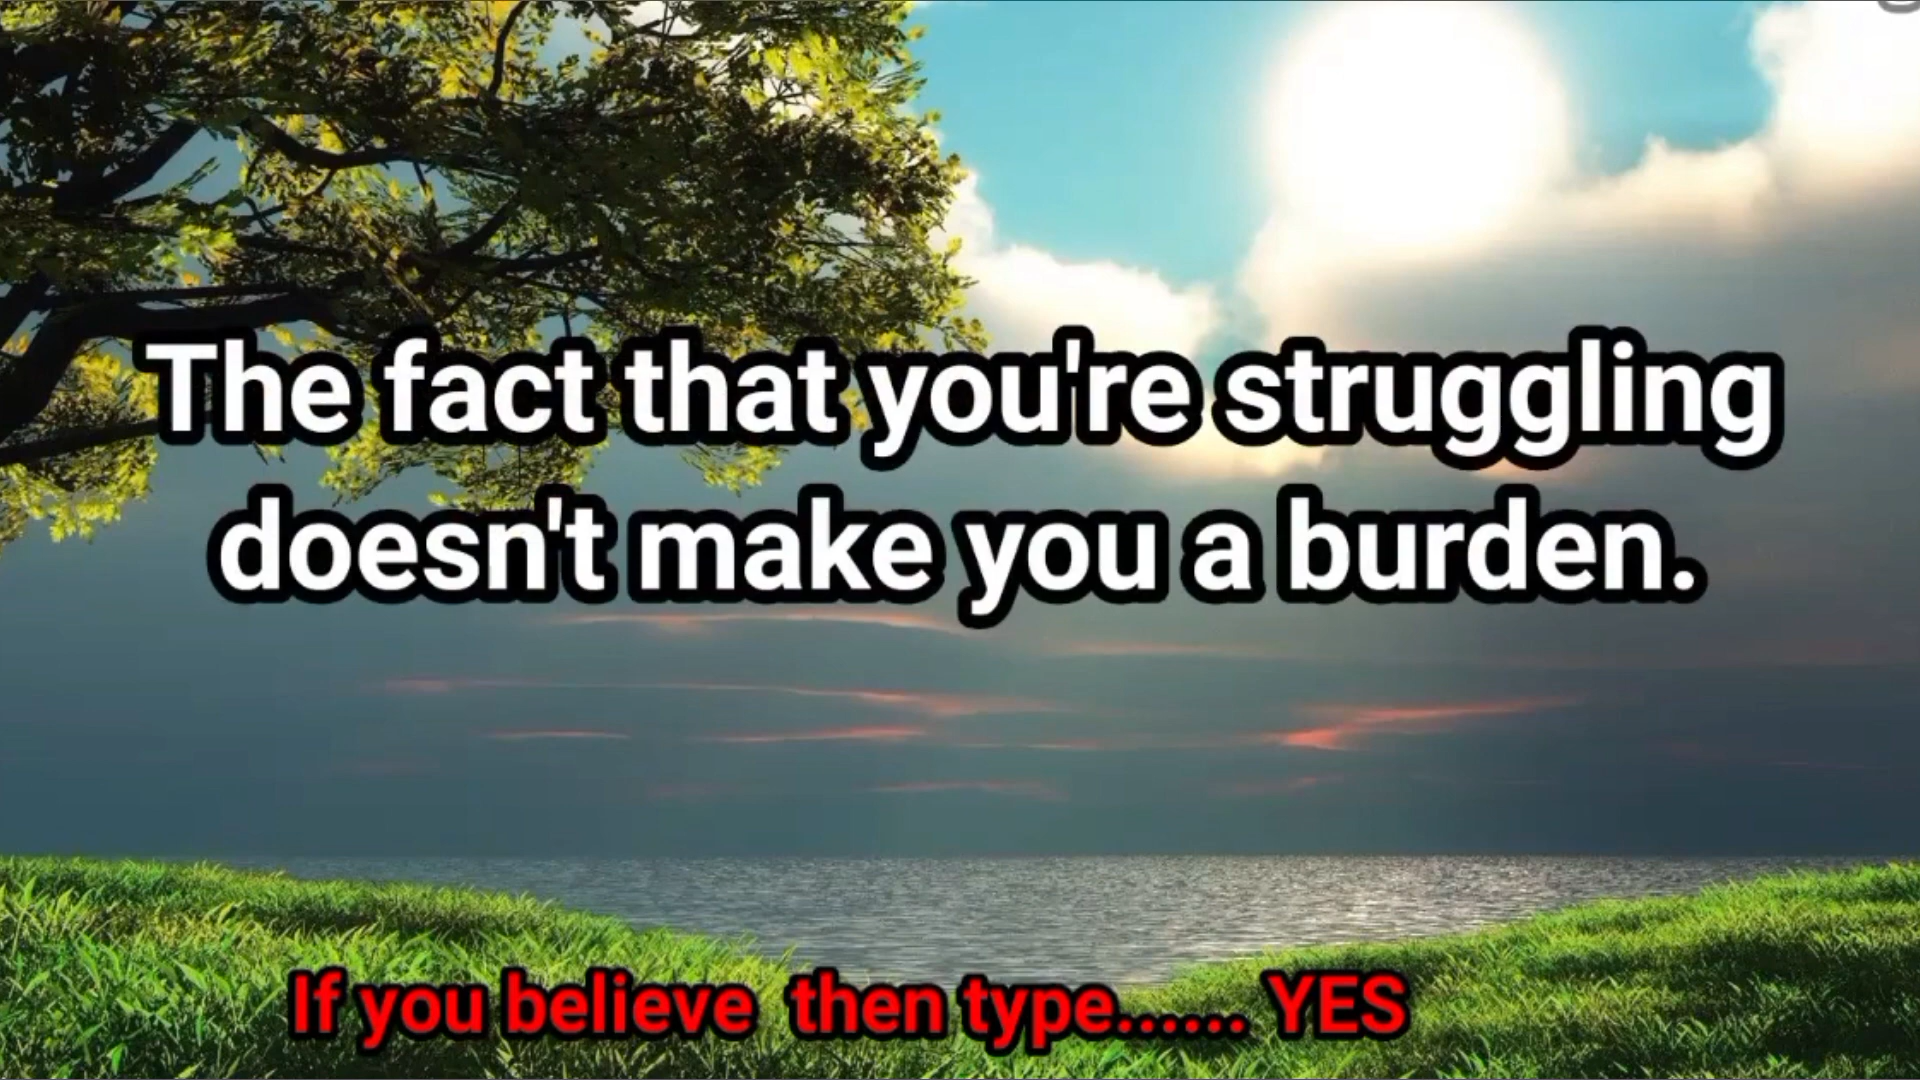 The fact that you're struggling
doesn't make you a burden.
If you believe  then type...... YES